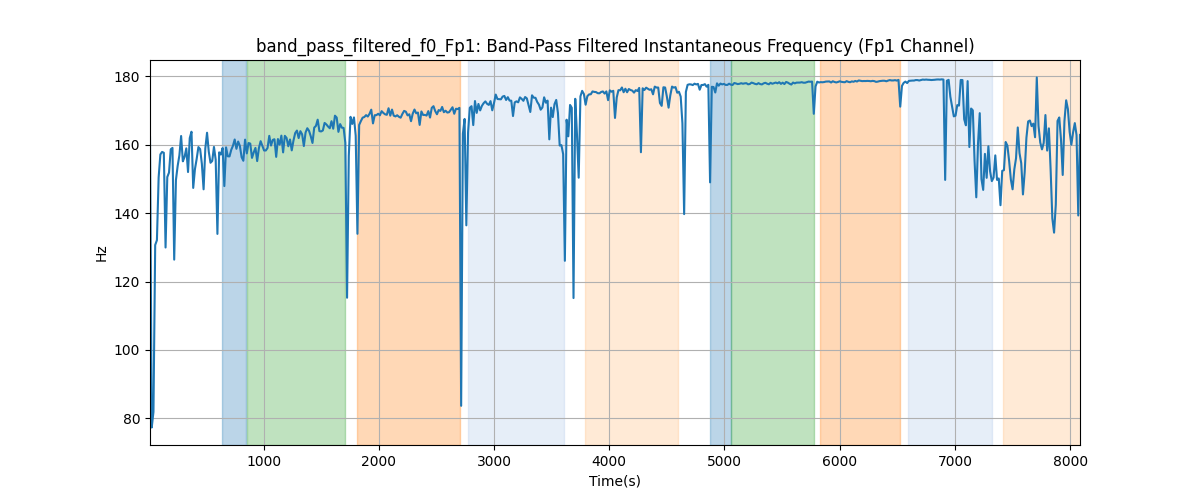 band_pass_filtered_f0_Fp1: Band-Pass Filtered Instantaneous Frequency (Fp1 Channel)
180
160
140
120
100
80
Hz
1000 2000 3000 4000 5000 6000 7000 8000
Time(s)